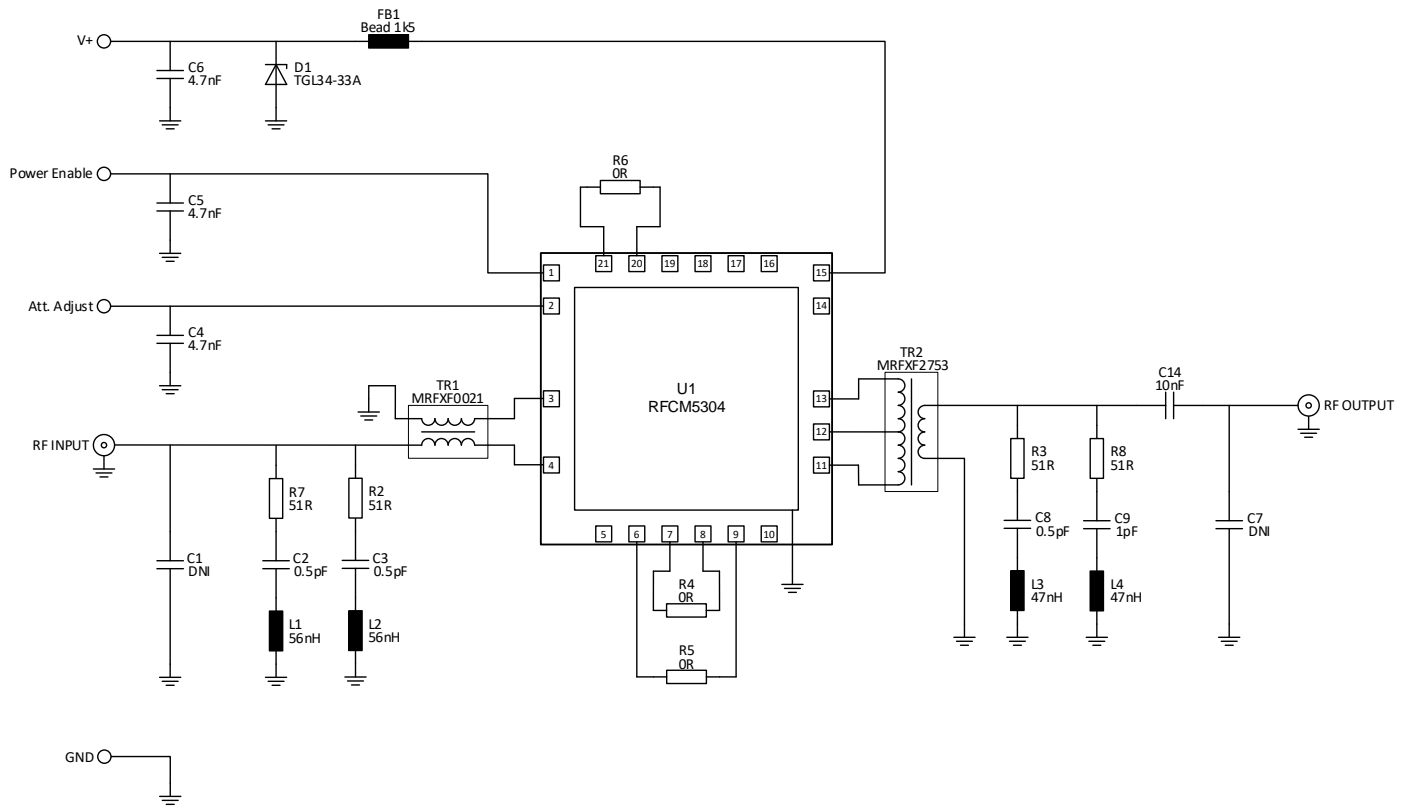 FB1
Bead 1k5
V+
C6
4.7nF
D1
TGL34-33A
Power Enable
C5
4.7nF
R6
0R
21
20
19
18
17
16
1
15
Att. Adjust
2
14
C4
4.7nF
TR1
MRFXF0021
3
U1
RFCM5304
13
TR2
MRFXF2753
C14
10nF
RF OUTPUT
12
RF INPUT
4
11
R7
51R
R2
51R
R3
51R
R8
51R
C1
DNI
C2
0.5pF
C3
0.5pF
5
6
7
8
9
10
C8
0.5pF
C9
1pF
C7
DNI
L1
56nH
L2
56nH
R4
0R
L3
47nH
L4
47nH
R5
0R
GND